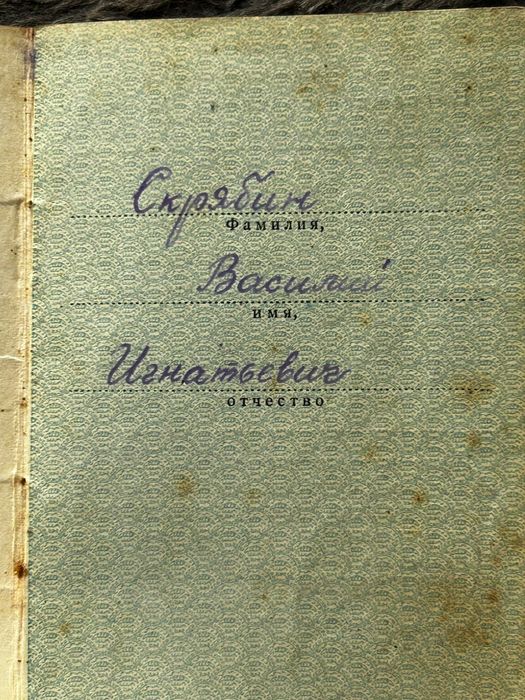 Скрябин
Фамилия,
Василий
имя,
Игнатьевич
отчество